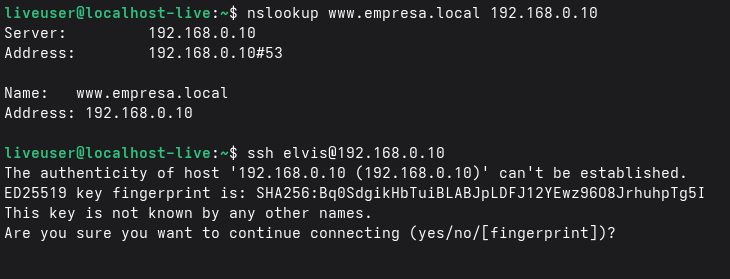 liveuser@localhost-live:~$ nslookup www.empresa.local 192.168.0.10
Server:         192.168.0.10
Address:        192.168.0.10#53

Name:   www.empresa.local
Address: 192.168.0.10

liveuser@localhost-live:~$ ssh elvis@192.168.0.10
The authenticity of host '192.168.0.10 (192.168.0.10)' can't be established.
ED25519 key fingerprint is: SHA256:Bq0SdgikHbTuiBLABJpLDFJ12YEwz96O8JrhuhpTg5I
This key is not known by any other names.
Are you sure you want to continue connecting (yes/no/[fingerprint])?